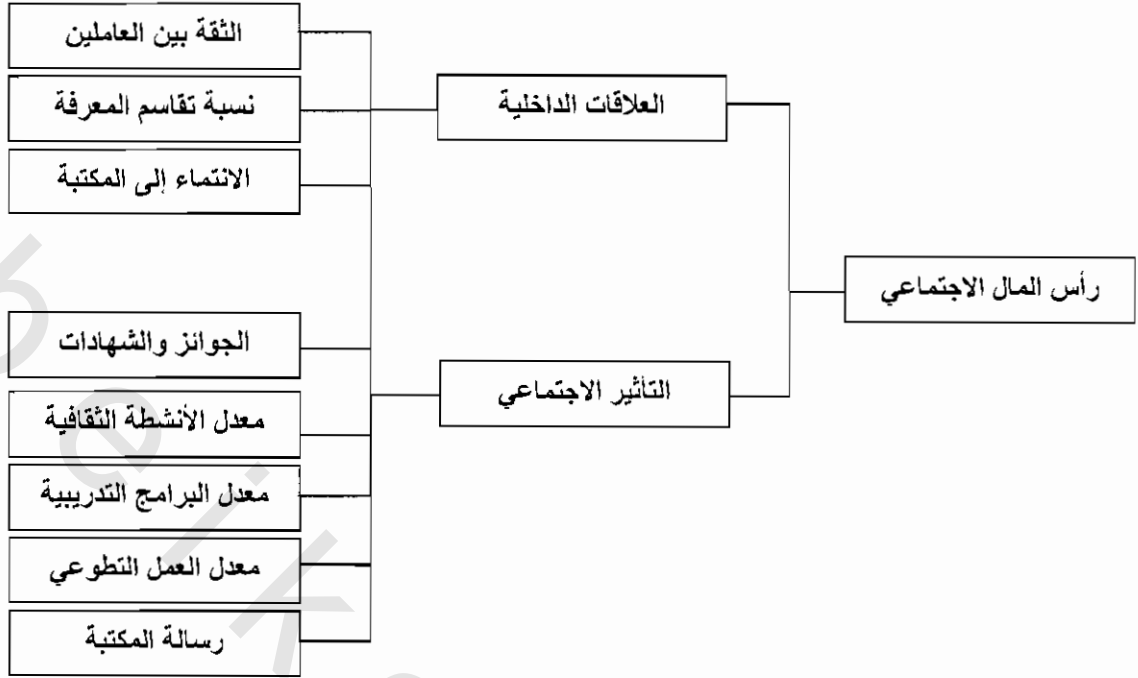 رأس المال الاجتماعي
العلاقات الداخلية
الثقة بين العاملين
نسبة تقاسم المعرفة
الانتماء إلى المكتبة
التأثير الاجتماعي
الجوائز والشهادات
معدل الأنشطة الثقافية
معدل البرامج التدريبية
معدل العمل التطوعي
رسالة المكتبة